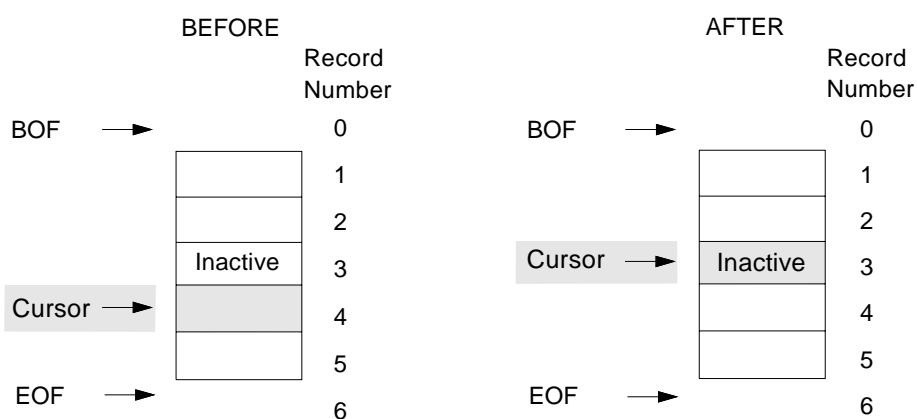 BEFORE
Record
Number
BOF 0
1
2
Inactive 3
Cursor 4
5
EOF 6
AFTER
Record
Number
BOF 0
1
2
Cursor Inactive 3
4
5
EOF 6